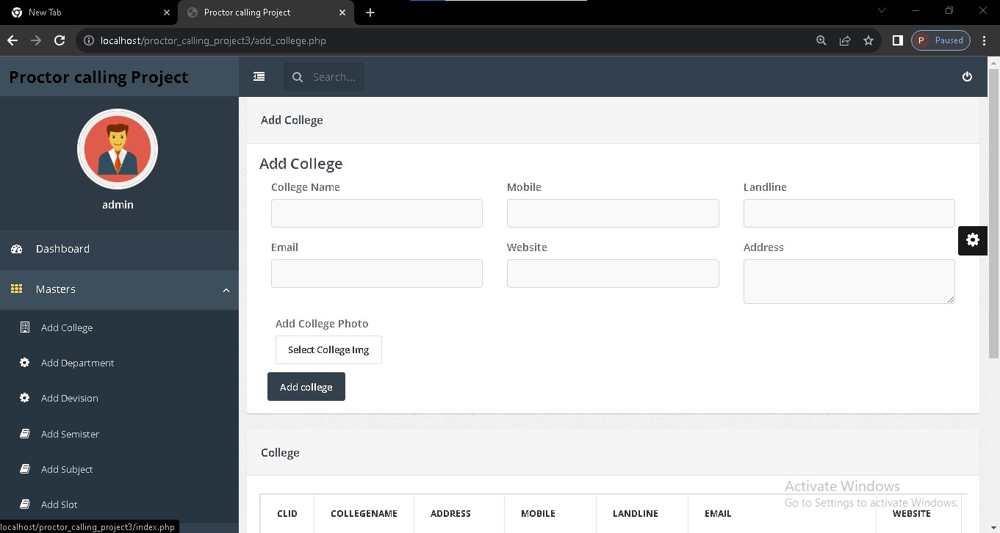 New Tab
Proctor calling Project
localhost/proctor_calling_project3/add_college.php
P Paused
Proctor calling Project
Search...
admin
Dashboard
Masters
Add College
Add Department
Add Devision
Add Semister
Add Subject
Add Slot
localhost/proctor_calling_project3/index.php
Add College
Add College
College Name Mobile Landline
Email Website Address
Add College Photo
Select College Img
Add college
College
CLID COLLEGENAME ADDRESS MOBILE LANDLINE EMAIL WEBSITE
Activate Windows
Go to Settings to activate Windows.